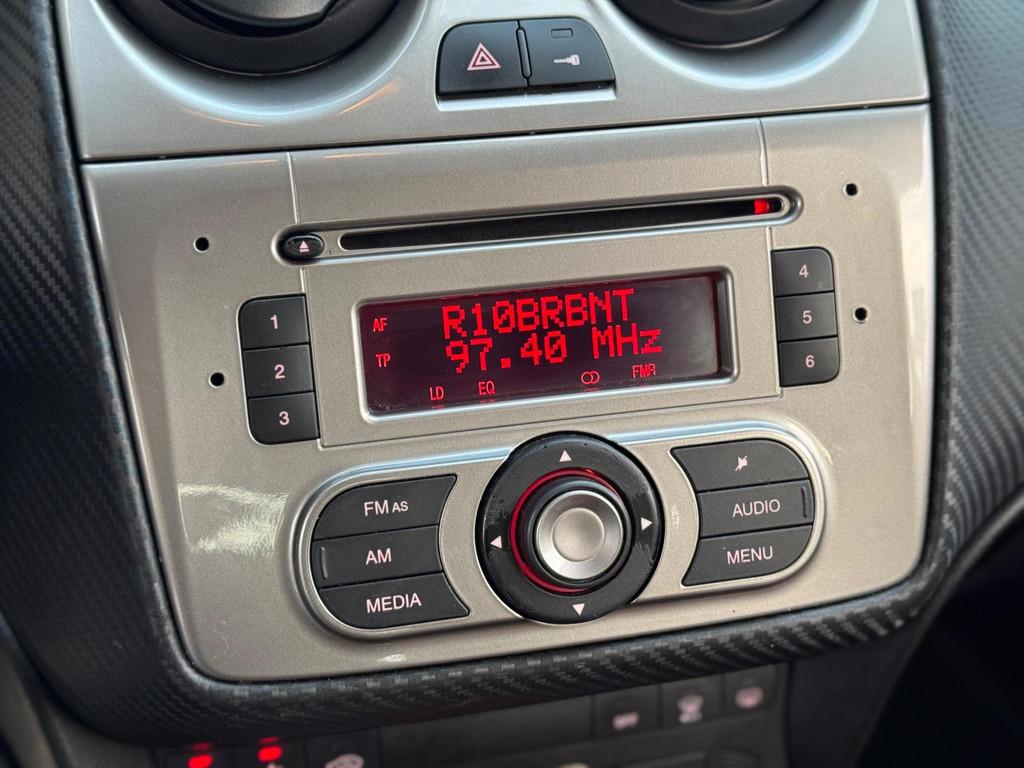 1
2
3
4
5
6
AF
TP
R10BRBNT
97.40 MHz
LD EQ FMR
FM AS
AM
MEDIA
AUDIO
MENU
OFF